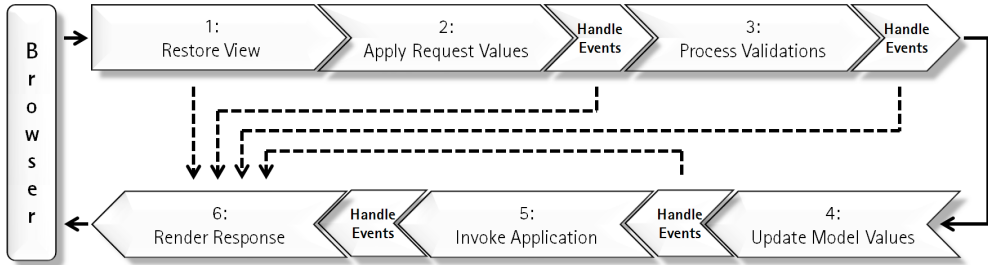 Browser
1:
Restore View
2:
Apply Request Values
Handle
Events
3:
Process Validations
Handle
Events
6:
Render Response
Handle
Events
5:
Invoke Application
Handle
Events
4:
Update Model Values